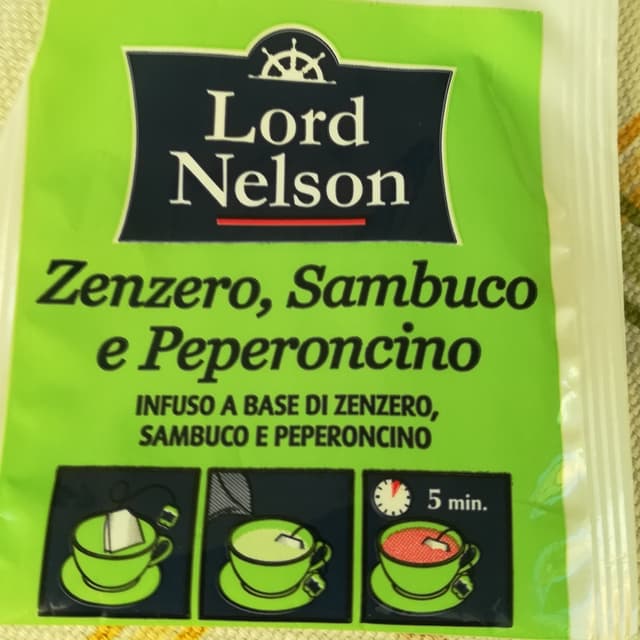 Lord
Nelson
Zenzero, Sambuco
e Peperoncino
INFUSO A BASE DI ZENZERO,
SAMBUCO E PEPERONCINO
5 min.